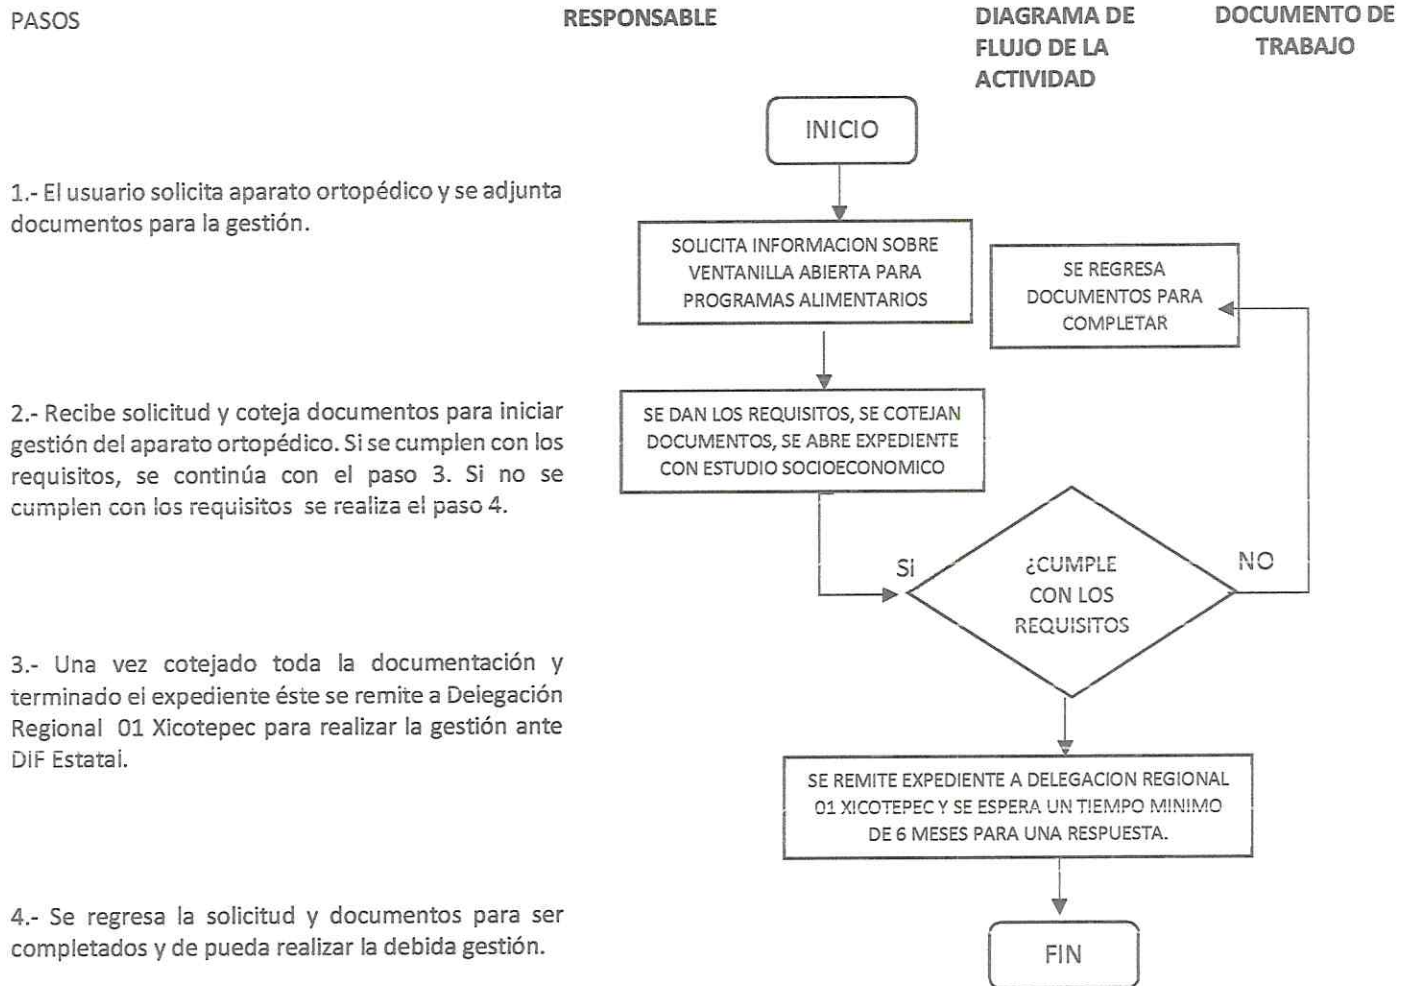 PASOS
RESPONSABLE
DIAGRAMA DE
FLUJO DE LA
ACTIVIDAD
DOCUMENTO DE
TRABAJO
INICIO
1.- El usuario solicita aparato ortopédico y se adjunta
documentos para la gestión.
SOLICITA INFORMACION SOBRE
VENTANILLA ABIERTA PARA
PROGRAMAS ALIMENTARIOS
SE REGRESA
DOCUMENTOS PARA
COMPLETAR
2.- Recibe solicitud y coteja documentos para iniciar
gestión del aparato ortopédico. Si se cumplen con los
requisitos, se continúa con el paso 3. Si no se
cumplen con los requisitos se realiza el paso 4.
SE DAN LOS REQUISITOS, SE COTEJAN
DOCUMENTOS, SE ABRE EXPEDIENTE
CON ESTUDIO SOCIOECONOMICO
SI
¿CUMPLE
CON LOS
REQUISITOS
NO
3.- Una vez cotejado toda la documentación y
terminado el expediente éste se remite a Delegación
Regional 01 Xicotepec para realizar la gestión ante
DIF Estatal.
SE REMITE EXPEDIENTE A DELEGACION REGIONAL
01 XICOTEPEC Y SE ESPERA UN TIEMPO MINIMO
DE 6 MESES PARA UNA RESPUESTA.
4.- Se regresa la solicitud y documentos para ser
completados y de pueda realizar la debida gestión.
FIN